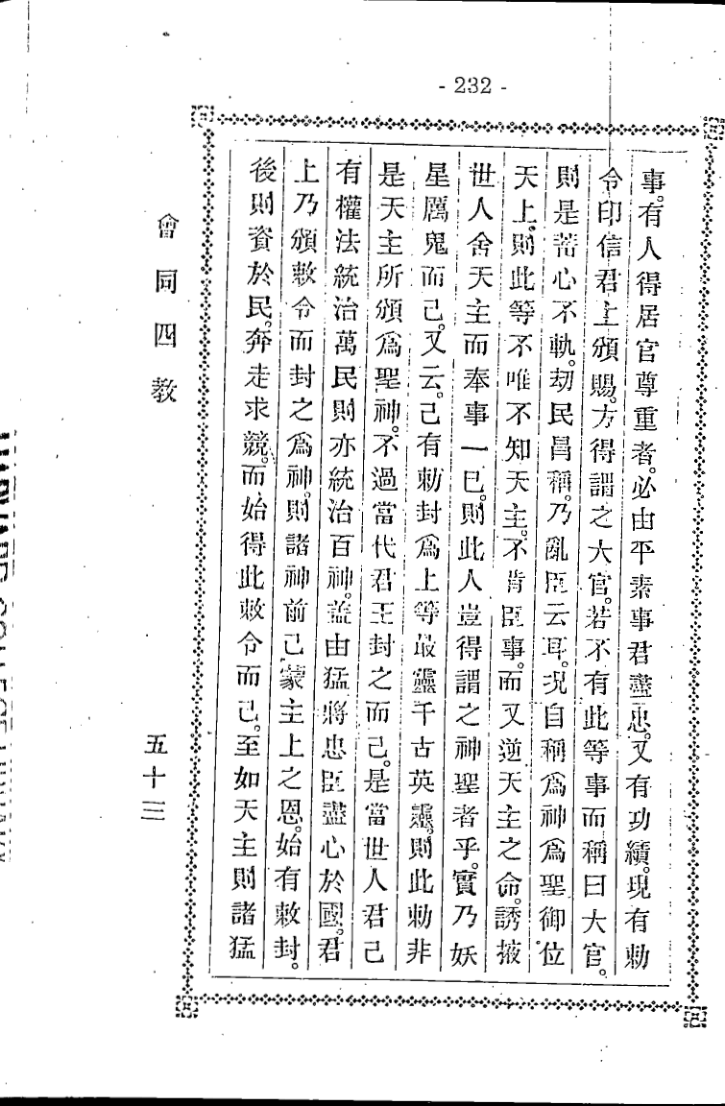 - 232 -
事。有人得居官尊重者。必由平素事君盡忠。又有功績。現有勅
令印信君主頒賜。方得謂之大官。若不有此等事而稱曰大官。
則是蓄心不軌。刼民昌稱。乃亂臣云耳。况自稱爲神爲聖御位
天上。則此等不唯不知天主。不肯臣事。而又逆天主之命。誘掖
世人舍天主而奉事一已。則此人豈得謂之神聖者乎。實乃妖
星厲鬼而已。又云。己有勅封爲上等最靈千古英靈。則此勅非
是天主所頒爲聖神。不過當代君王封之而己。是當世人君己
有權法統治萬民則亦統治百神。盖由猛將忠臣盡心於國。君
上乃頒敕令而封之爲神。則諸神前己蒙主上之恩。始有敕封。
後則資於民。奔走求競。而始得此敕令而己。至如天主則諸猛
會同四教
五十三